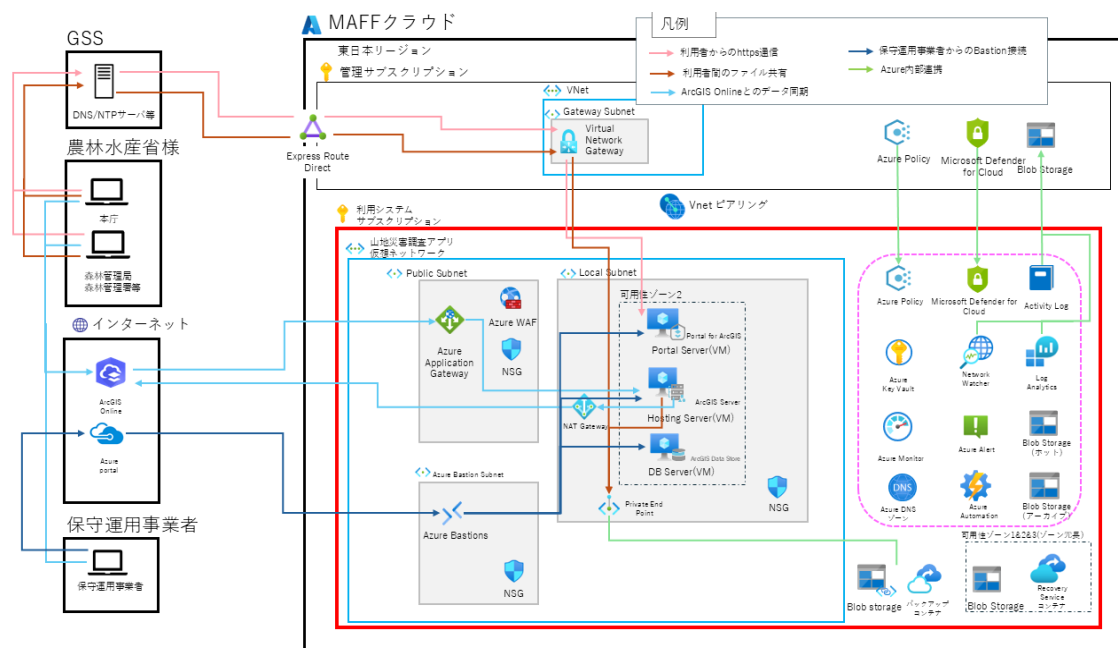 MAFFクラウド
凡例
利用者からのhttps通信
利用者間のファイル共有
ArcGIS Onlineとのデータ同期
保守運用事業者からのBastion接続
Azure内部連携
GSS
DNS/NTPサーバ等
農林水産省様
本庁
森林管理局
森林管理署等
インターネット
ArcGIS
Online
Azure
portal
保守運用事業者
保守運用事業者
東日本リージョン
管理サブスクリプション
Express Route
Direct
VNet
Gateway Subnet
Virtual
Network
Gateway
Azure Policy
Microsoft Defender
for Cloud
Blob Storage
Vnet ピアリング
利用システム
サブスクリプション
山地災害調査アプリ
仮想ネットワーク
Public Subnet
Azure WAF
Azure
Application
Gateway
NSG
Local Subnet
可用性ゾーン2
Portal for ArcGIS
Portal Server(VM)
ArcGIS Server
Hosting Server(VM)
NAT Gateway
ArcGIS Data Store
DB Server(VM)
Private End
Point
NSG
Azure Bastion Subnet
Azure Bastions
NSG
Azure Policy
Microsoft Defender for
Cloud
Activity Log
Azure
Key Vault
Network
Watcher
Log
Analytics
Azure Monitor
Azure Alert
Blob Storage
(ホット)
Azure DNS
ゾーン
Azure
Automation
Blob Storage
(アーカイブ)
DNS
可用性ゾーン1&2&3(ゾーン冗長)
Blob storage
バックアップ
コンテナ
Blob Storage
Recovery
Service
コンテナ